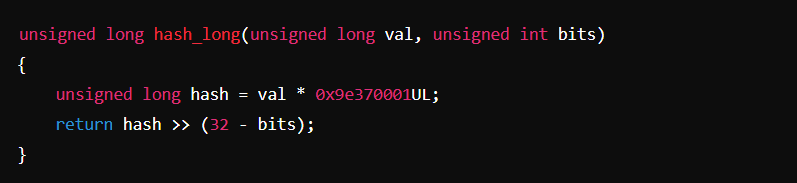 unsigned long hash_long(unsigned long val, unsigned int bits)
{
    unsigned long hash = val * 0x9e370001UL;
    return hash >> (32 - bits);
}